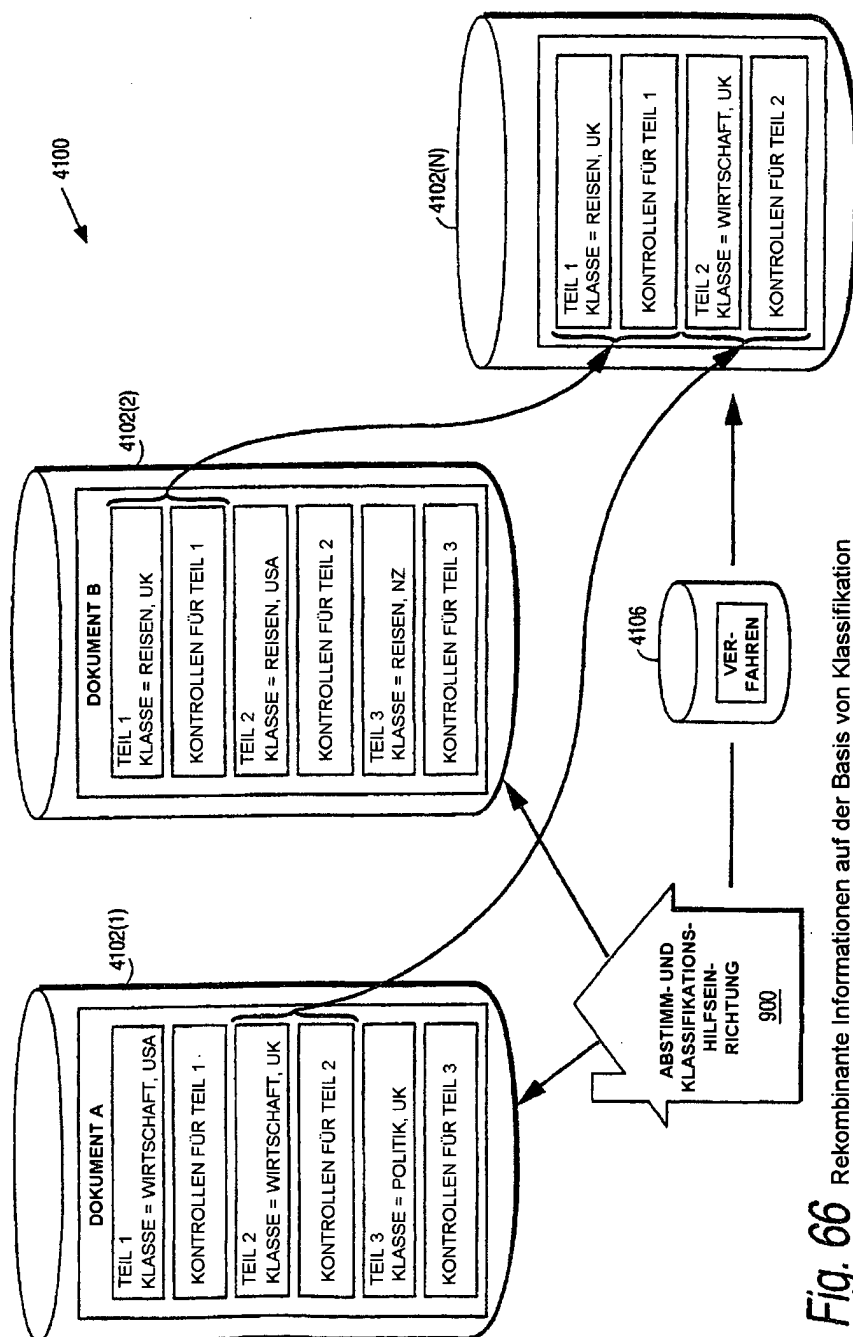 4100
4102(1)
DOKUMENT A
TEIL 1
KLASSE = WIRTSCHAFT, USA
KONTROLLEN FÜR TEIL 1
TEIL 2
KLASSE = WIRTSCHAFT, UK
KONTROLLEN FÜR TEIL 2
TEIL 3
KLASSE = POLITIK, UK
KONTROLLEN FÜR TEIL 3
4102(2)
DOKUMENT B
TEIL 1
KLASSE = REISEN, UK
KONTROLLEN FÜR TEIL 1
TEIL 2
KLASSE = REISEN, USA
KONTROLLEN FÜR TEIL 2
TEIL 3
KLASSE = REISEN, NZ
KONTROLLEN FÜR TEIL 3
4102(N)
TEIL 1
KLASSE = REISEN, UK
KONTROLLEN FÜR TEIL 1
TEIL 2
KLASSE = WIRTSCHAFT, UK
KONTROLLEN FÜR TEIL 2
ABSTIMM- UND
KLASSIFIKATIONS-
HILFSEIN-
RICHTUNG
900
4106
VER-
FAHREN
Fig. 66 Rekombinante Informationen auf der Basis von Klassifikation